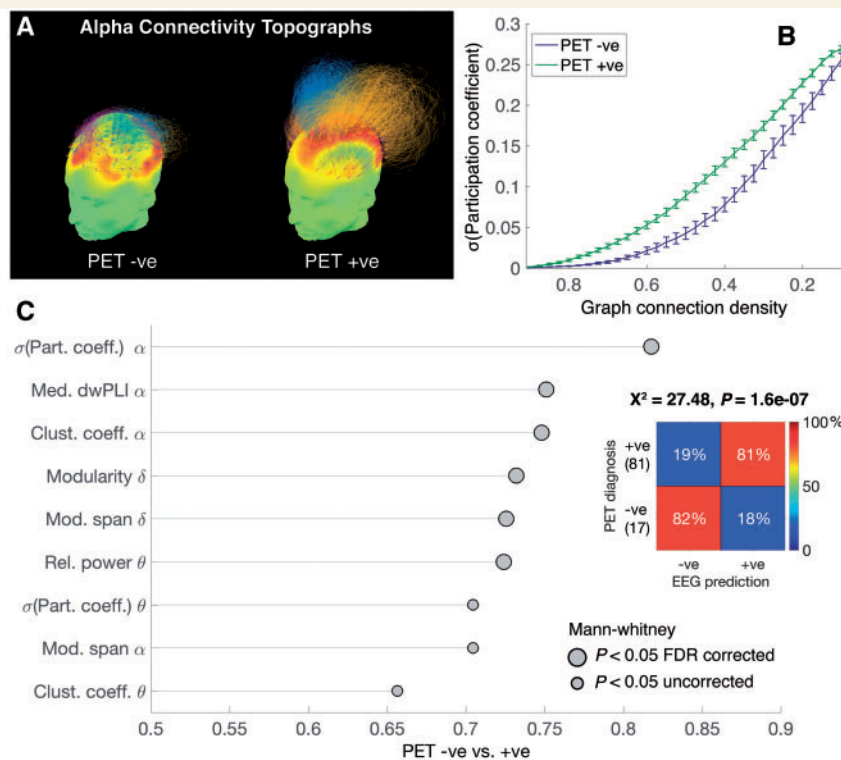 A
Alpha Connectivity Topographs
PET -ve
PET +ve
B
PET -ve
PET +ve
σ(Participation coefficient)
0.3
0.25
0.2
0.15
0.1
0.05
0
0.8
0.6
0.4
0.2
Graph connection density
C
σ(Part. coeff.) α
Med. dwPLI α
Clust. coeff. α
Modularity δ
Mod. span δ
Rel. power θ
σ(Part. coeff.) θ
Mod. span α
Clust. coeff. θ
0.5
0.55
0.6
0.65
0.7
0.75
0.8
0.85
0.9
PET -ve vs. +ve
X² = 27.48, P = 1.6e-07
PET diagnosis
+ve
(81)
-ve
(17)
19%
81%
82%
18%
-ve
+ve
EEG prediction
100%
50
0
Mann-whitney
P < 0.05 FDR corrected
P < 0.05 uncorrected